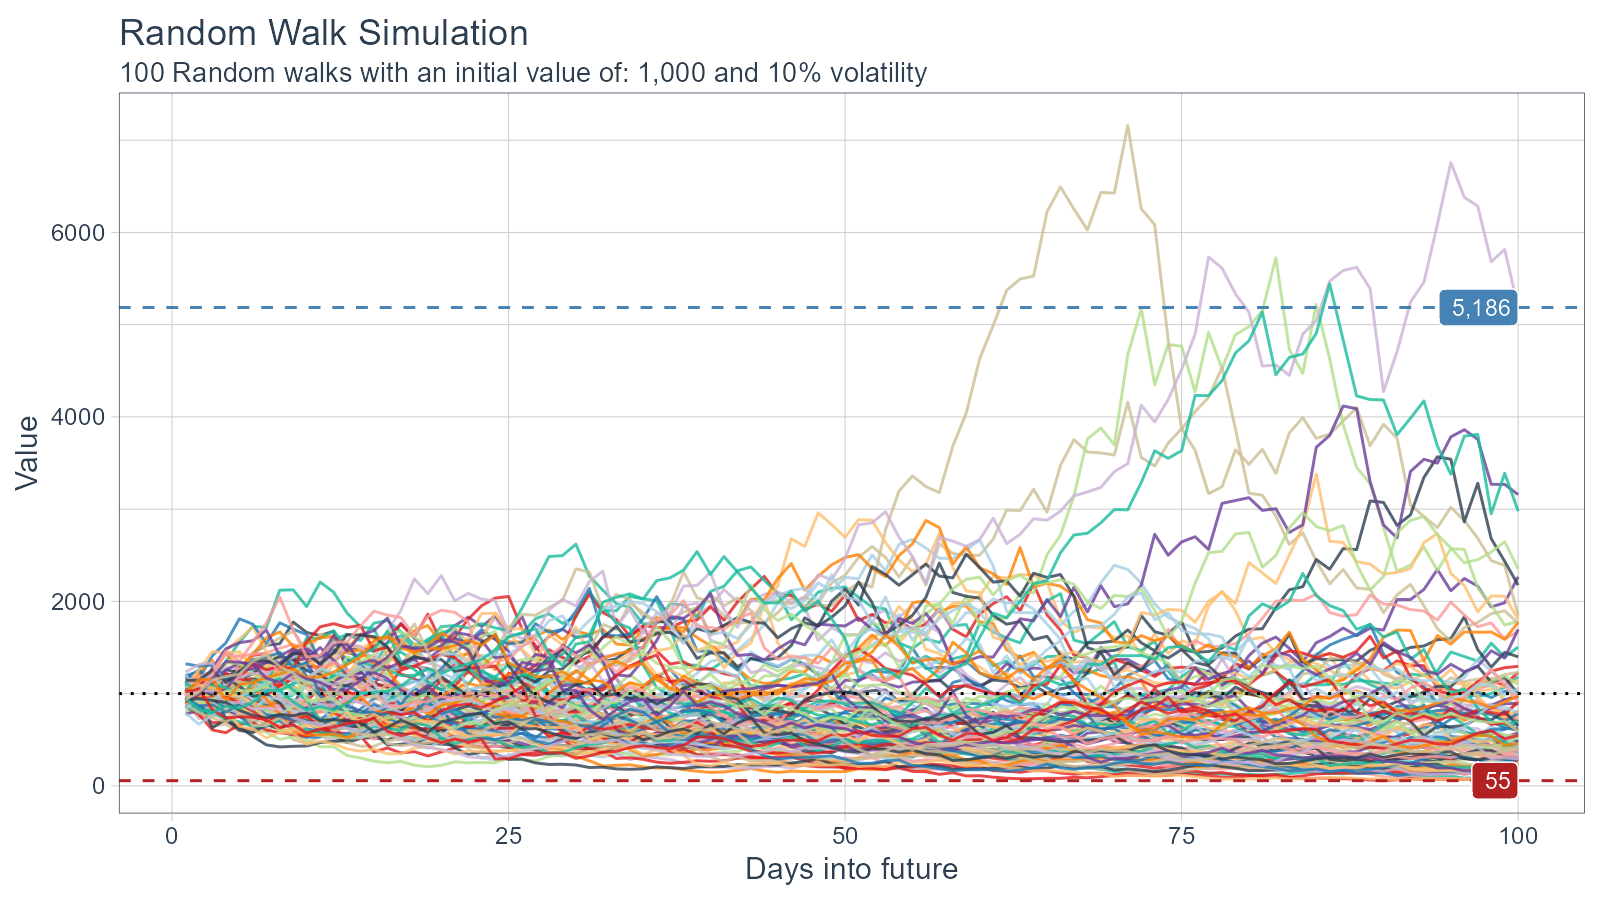 Random Walk Simulation
100 Random walks with an initial value of: 1,000 and 10% volatility
Value
6000
4000
2000
0
5,186
55
0 25 50 75 100
Days into future